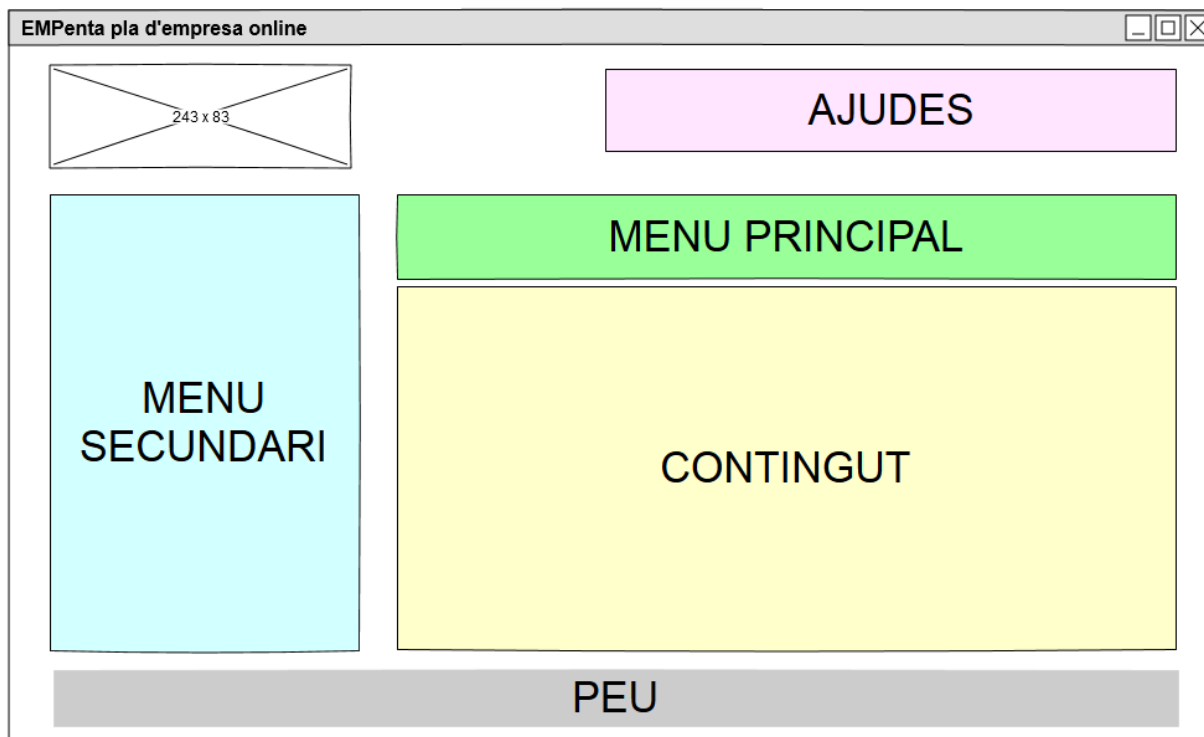 EMPenta pla d'empresa online
243 x 83
AJUDES
MENU PRINCIPAL
MENU
SECUNDARI
CONTINGUT
PEU